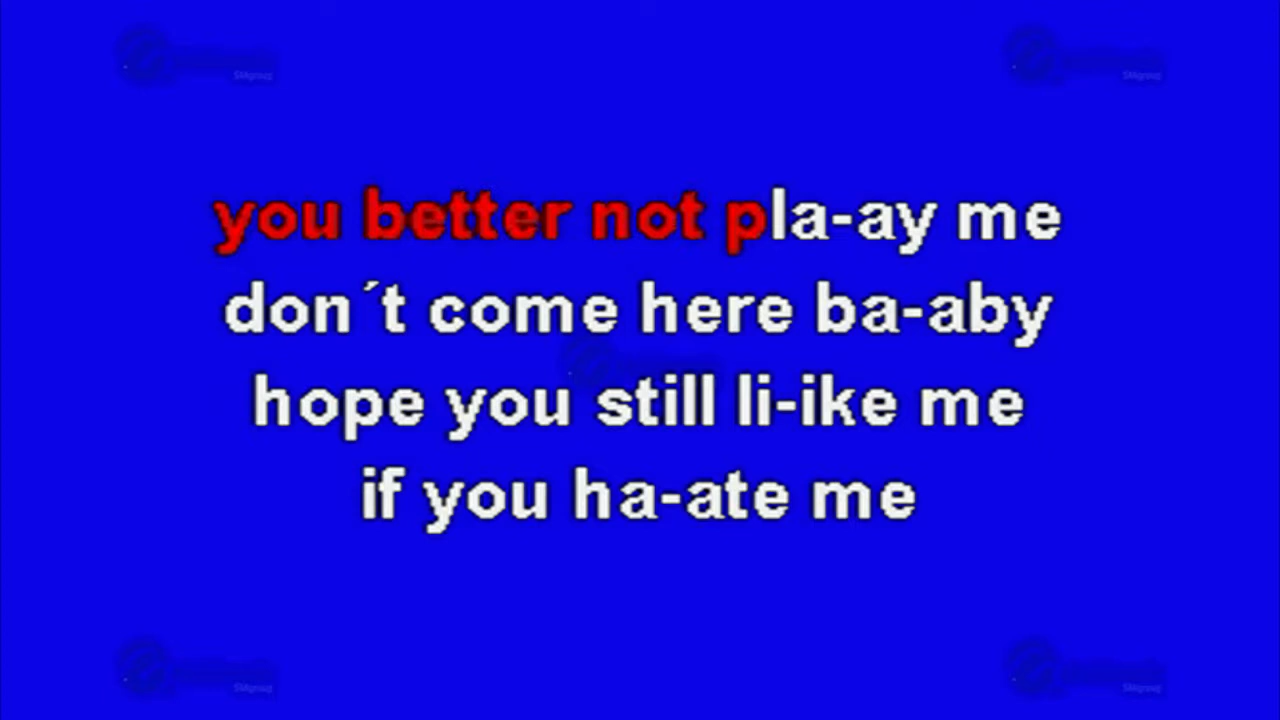 you better not pla-ay me
don´t come here ba-aby
hope you still li-ike me
if you ha-ate me